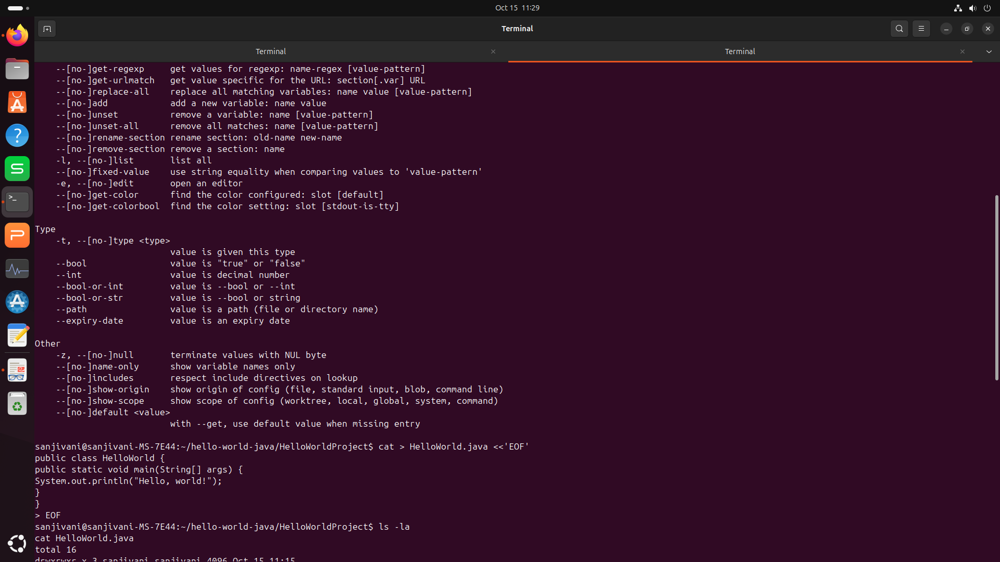 Oct 15 11:29
Terminal
Terminal
Terminal
--[no-]get-regexp     get values for regexp: name-regex [value-pattern]
--[no-]get-urlmatch   get value specific for the URL: section[.var] URL
--[no-]replace-all    replace all matching variables: name value [value-pattern]
--[no-]add            add a new variable: name value
--[no-]unset          remove a variable: name [value-pattern]
--[no-]unset-all      remove all matches: name [value-pattern]
--[no-]rename-section rename section: old-name new-name
--[no-]remove-section remove a section: name
-l, --[no-]list       list all
--[no-]fixed-value    use string equality when comparing values to 'value-pattern'
-e, --[no-]edit       open an editor
--[no-]get-color      find the color configured: slot [default]
--[no-]get-colorbool  find the color setting: slot [stdout-is-tty]
Type
-t, --[no-]type <type>
value is given this type
--bool                value is "true" or "false"
--int                 value is decimal number
--bool-or-int         value is --bool or --int
--bool-or-str         value is --bool or string
--path                value is a path (file or directory name)
--expiry-date         value is an expiry date
Other
-z, --[no-]null       terminate values with NUL byte
--[no-]name-only      show variable names only
--[no-]includes       respect include directives on lookup
--[no-]show-origin    show origin of config (file, standard input, blob, command line)
--[no-]show-scope     show scope of config (worktree, local, global, system, command)
--[no-]default <value>
with --get, use default value when missing entry
sanjivani@sanjivani-MS-7E44:~/hello-world-java/HelloWorldProject$ cat > HelloWorld.java <<'EOF'
public class HelloWorld {
public static void main(String[] args) {
System.out.println("Hello, world!");
}
}
> EOF
sanjivani@sanjivani-MS-7E44:~/hello-world-java/HelloWorldProject$ ls -la
cat HelloWorld.java
total 16
drwxrwxr-x 3 sanjivani sanjivani 4096 Oct 15 11:15